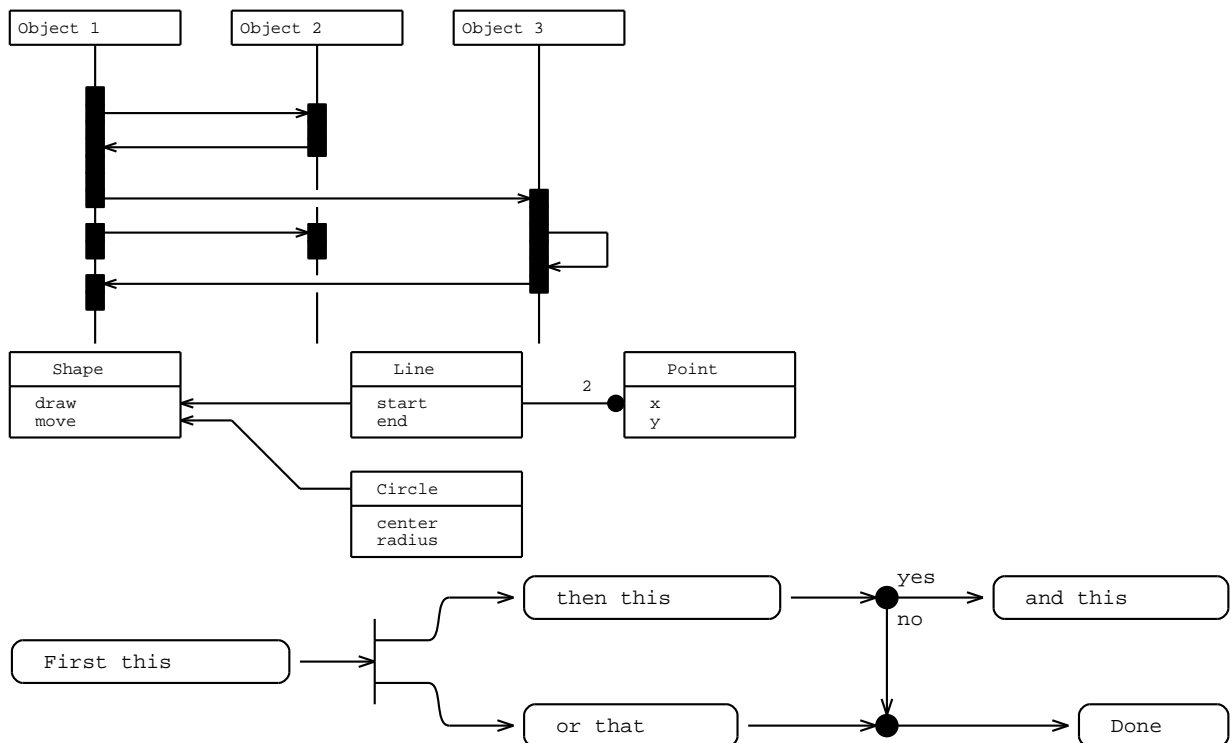 Object 1
Object 2
Object 3
Shape
draw
move
Line
start
end
2
Point
x
y
Circle
center
radius
First this
then this
yes
no
and this
or that
Done